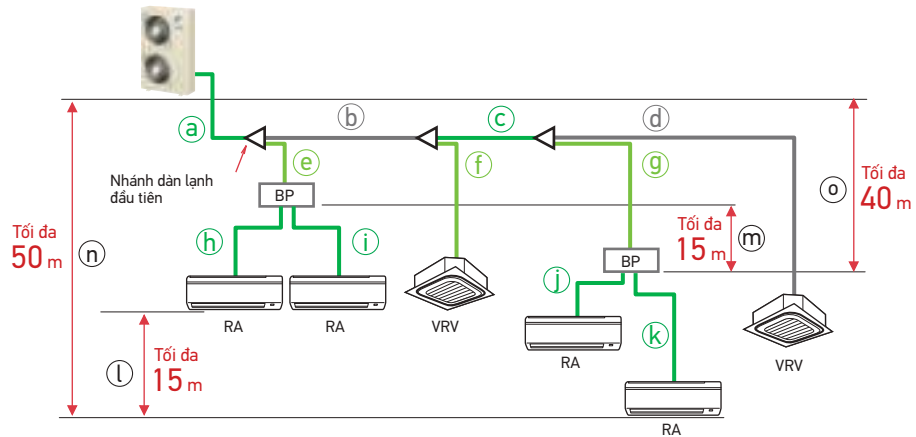 a
b
c
d
e
f
g
Nhánh dàn lạnh
đầu tiên
BP
Tối đa
40 m
o
Tối đa
50 m
n
h
i
Tối đa
15 m
m
BP
j
RA
RA
VRV
k
l
Tối đa
15 m
RA
VRV
RA